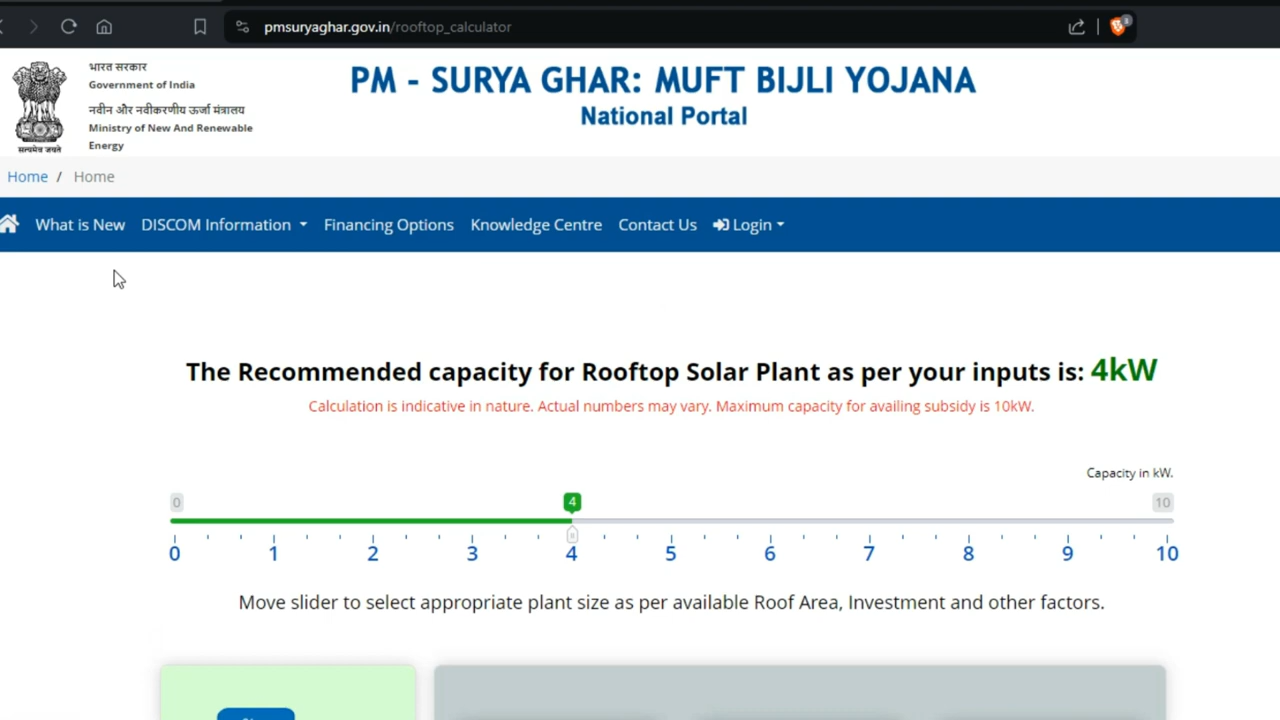 pmsuryaghar.gov.in/rooftop_calculator
भारत सरकार
Government of India
नवीन और नवीकरणीय ऊर्जा मंत्रालय
Ministry of New And Renewable
Energy
सत्यमेव जयते
PM - SURYA GHAR: MUFT BIJLI YOJANA
National Portal
Home / Home
What is New DISCOM Information Financing Options Knowledge Centre Contact Us Login
The Recommended capacity for Rooftop Solar Plant as per your inputs is: 4kW
Calculation is indicative in nature. Actual numbers may vary. Maximum capacity for availing subsidy is 10kW.
Capacity in kW.
0 4 10
0 1 2 3 4 5 6 7 8 9 10
Move slider to select appropriate plant size as per available Roof Area, Investment and other factors.